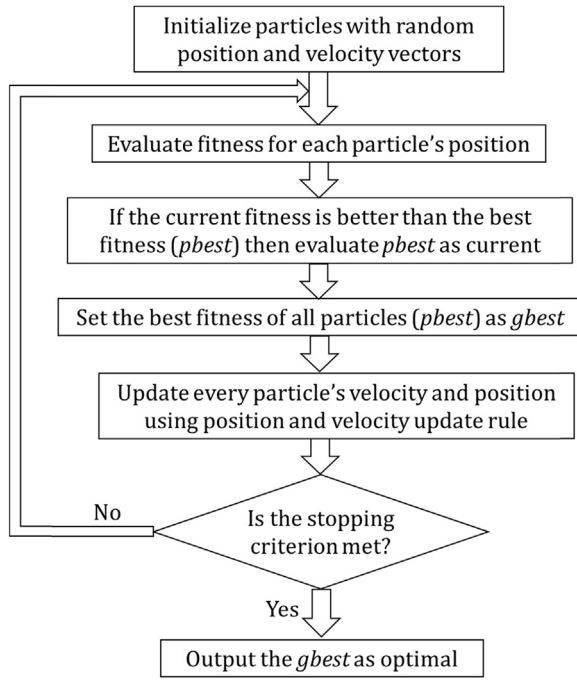 Initialize particles with random
position and velocity vectors
Evaluate fitness for each particle's position
If the current fitness is better than the best
fitness (pbest) then evaluate pbest as current
Set the best fitness of all particles (pbest) as gbest
Update every particle's velocity and position
using position and velocity update rule
No
Is the stopping
criterion met?
Yes
Output the gbest as optimal